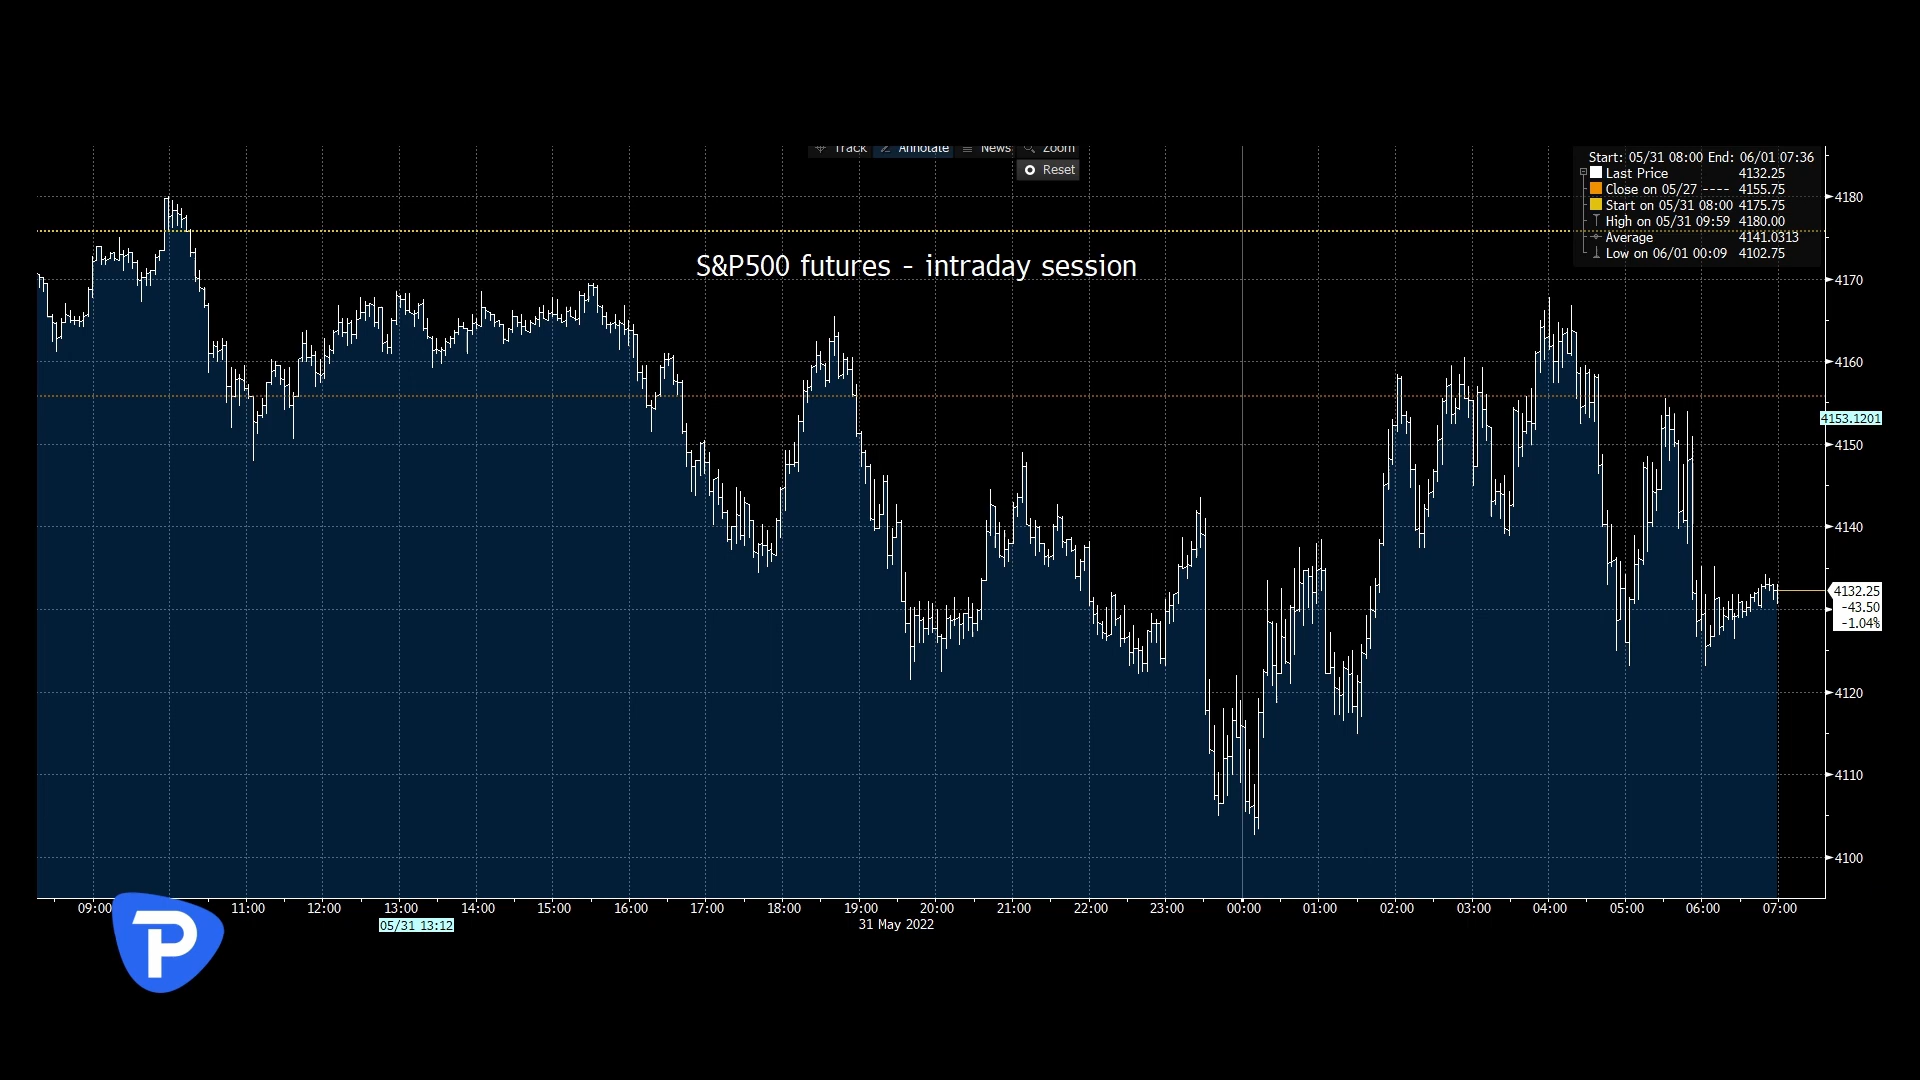 Track Annotate News Zoom
Reset
Start: 05/31 08:00 End: 06/01 07:36
Last Price 4132.25
Close on 05/27 ---- 4155.75
Start on 05/31 08:00 4175.75
High on 05/31 09:59 4180.00
Average 4141.0313
Low on 06/01 00:09 4102.75
S&P500 futures - intraday session
4180
4170
4160
4153.1201
4150
4140
4132.25
-43.50
-1.04%
4120
4110
4100
09:00 11:00 12:00 13:00 14:00 15:00 16:00 17:00 18:00 19:00 20:00 21:00 22:00 23:00 00:00 01:00 02:00 03:00 04:00 05:00 06:00 07:00
05/31 13:12 31 May 2022
P